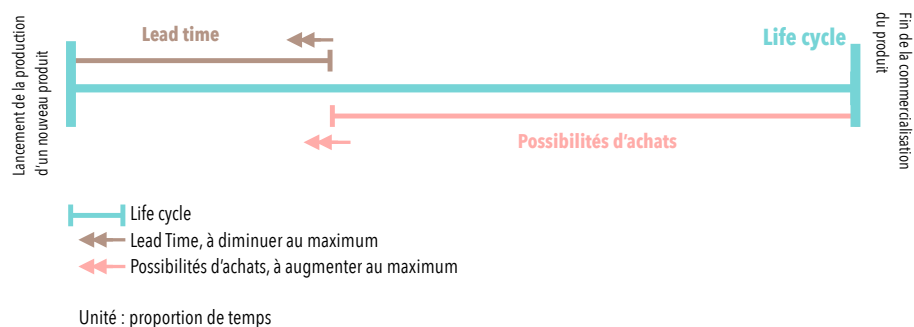 Lancement de la production
d'un nouveau produit
Lead time
Life cycle
Fin de la commercialisation
du produit
Possibilités d'achats
Life cycle
Lead Time, à diminuer au maximum
Possibilités d'achats, à augmenter au maximum
Unité : proportion de temps